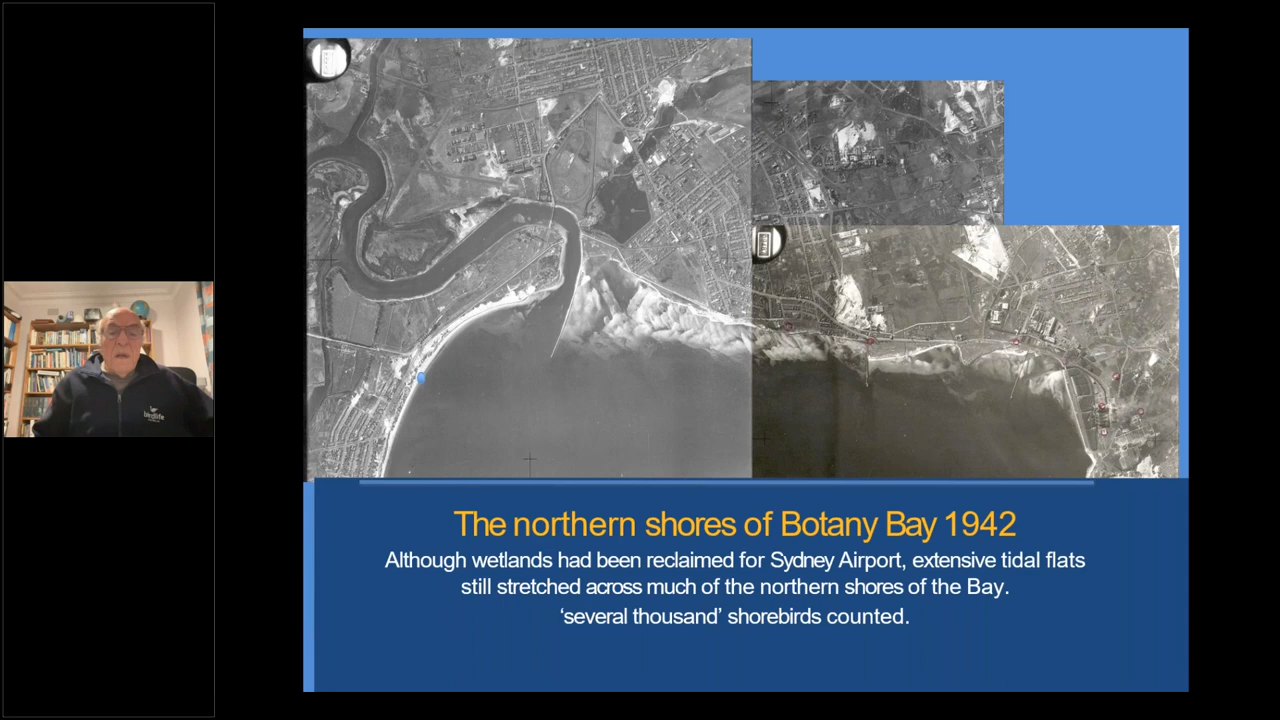 The northern shores of Botany Bay 1942
Although wetlands had been reclaimed for Sydney Airport, extensive tidal flats
still stretched across much of the northern shores of the Bay.
‘several thousand’ shorebirds counted.
birdlife